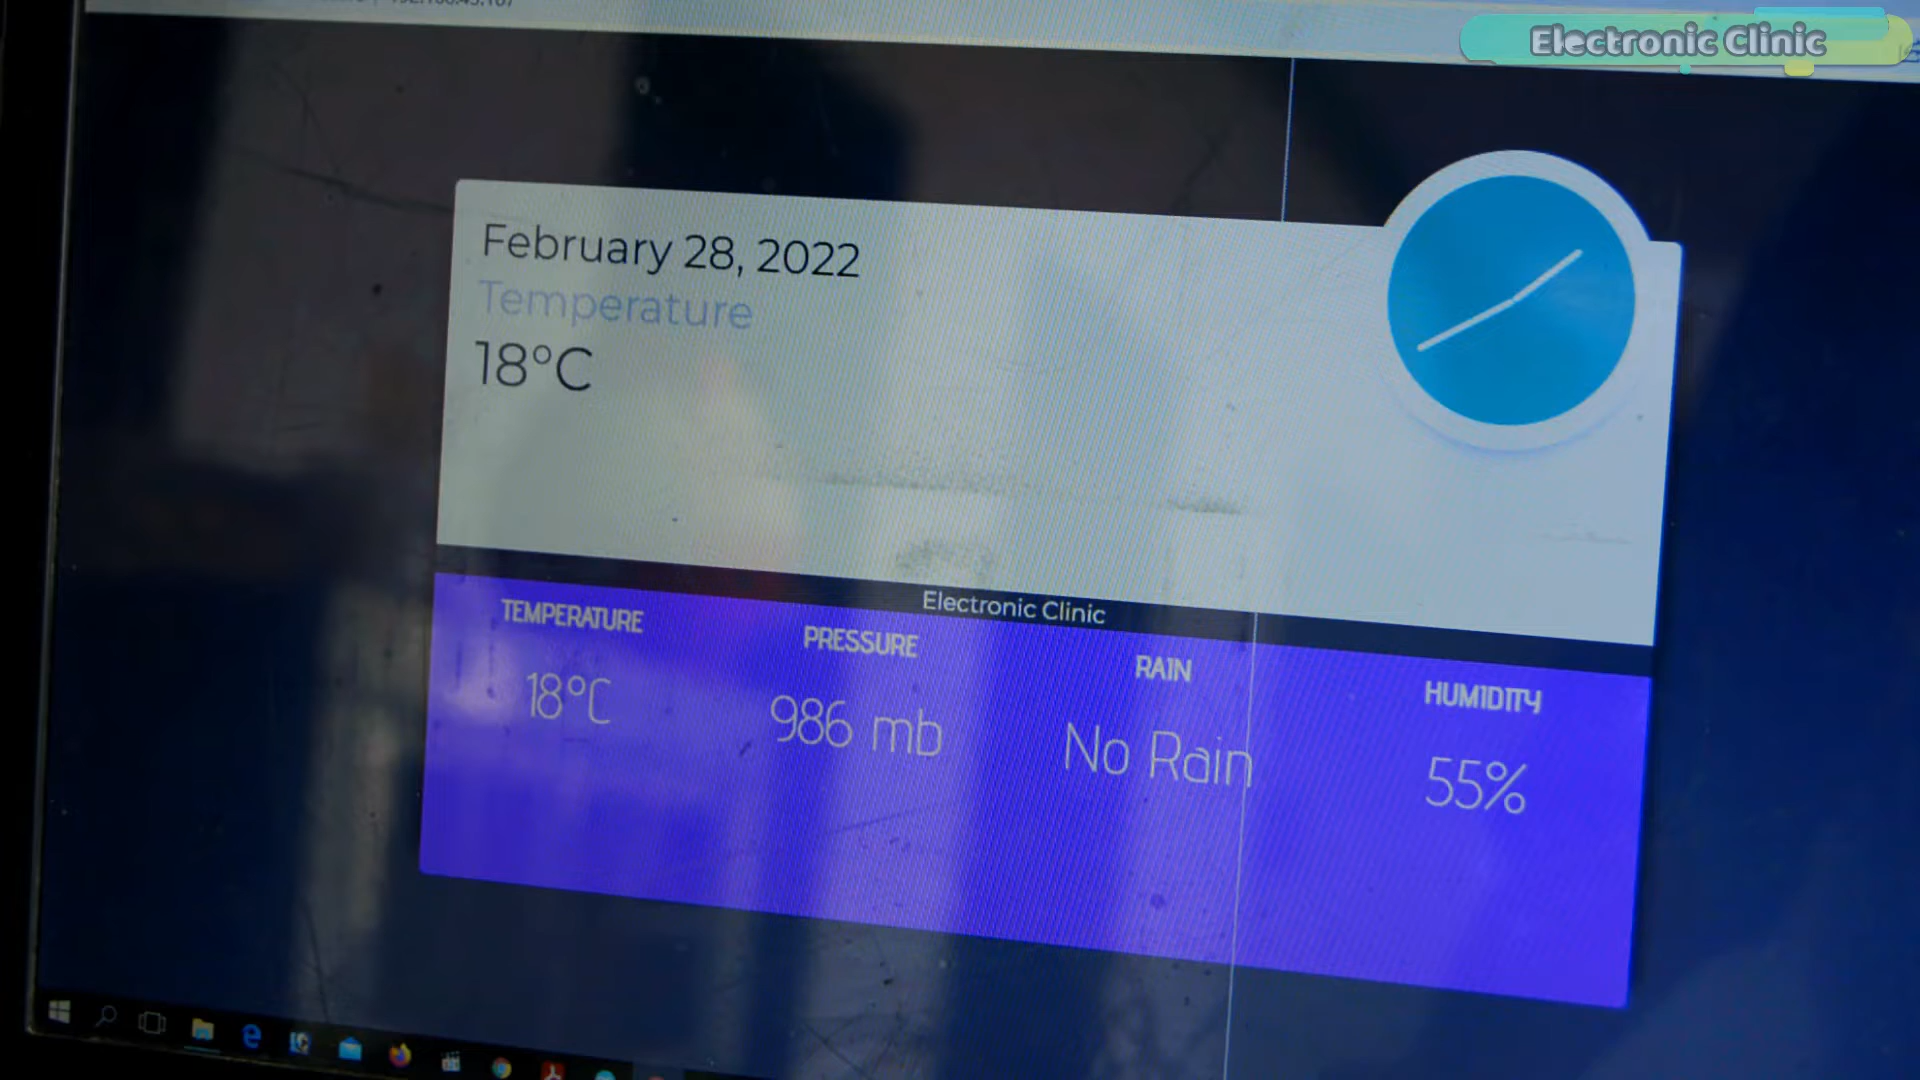 Electronic Clinic
February 28, 2022
Temperature
18°C
Electronic Clinic
TEMPERATURE
PRESSURE
RAIN
HUMIDITY
18°C
986 mb
No Rain
55%